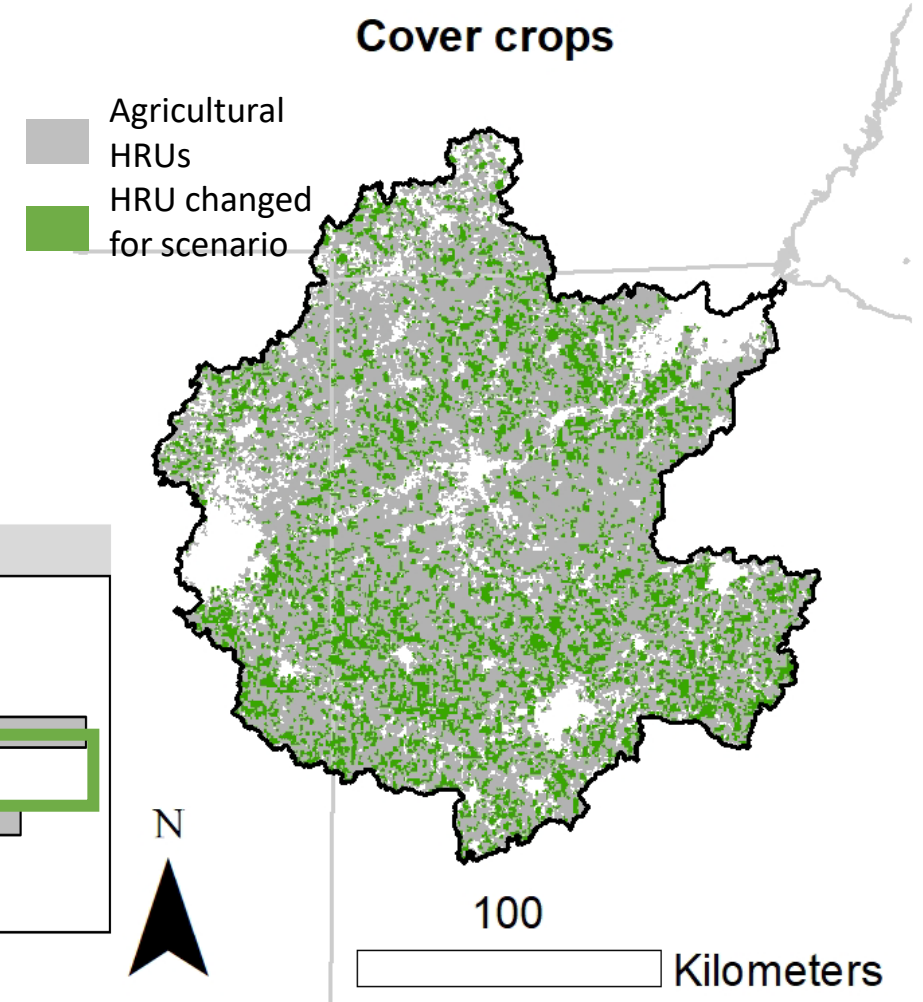 Cover crops
Agricultural
HRUs
HRU changed
for scenario
N
100
Kilometers